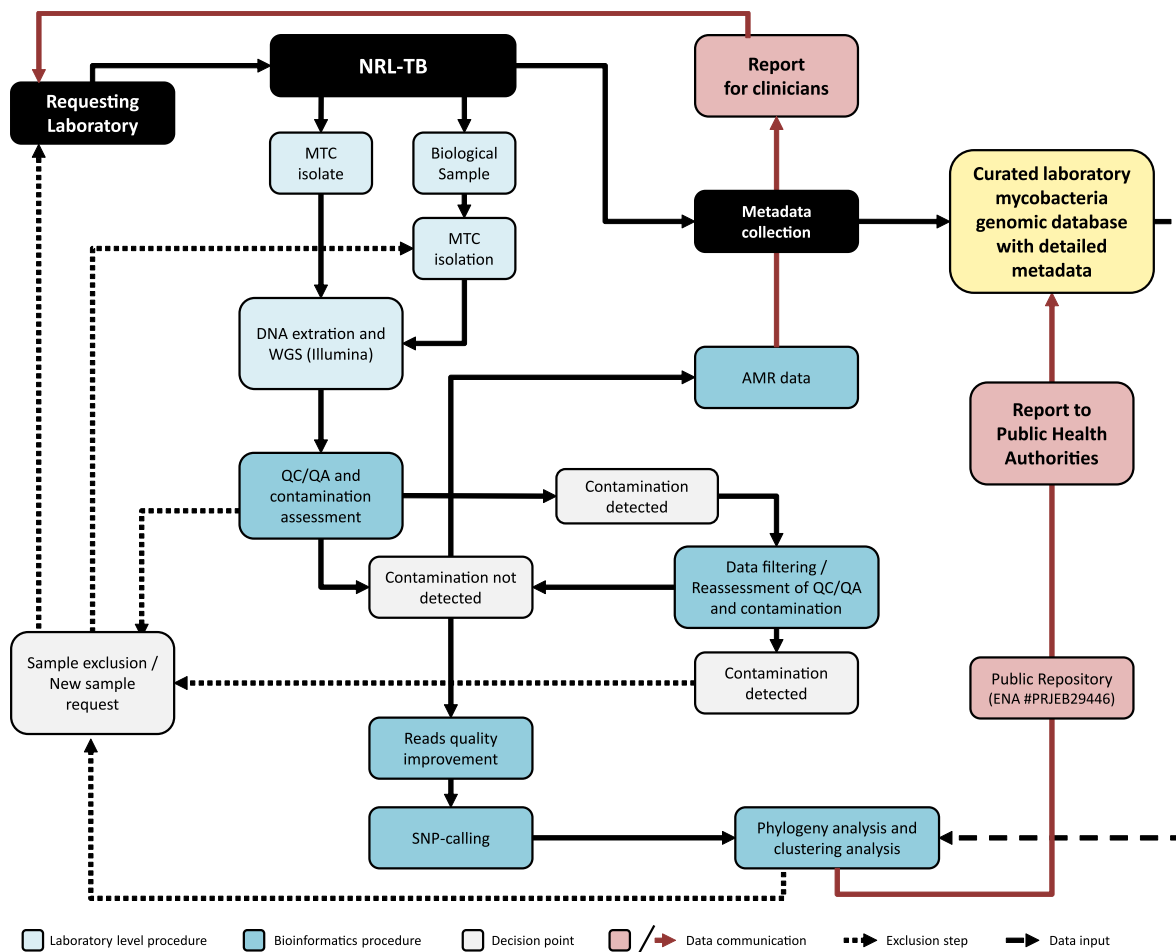 NRL-TB
Report
for clinicians
Requesting
Laboratory
MTC
isolate
Biological
Sample
Curated laboratory
mycobacteria
genomic database
with detailed
metadata
Metadata
collection
MTC
isolation
DNA extration and
WGS (Illumina)
AMR data
Report to
Public Health
Authorities
QC/QA and
contamination
assessment
Contamination
detected
Contamination not
detected
Data filtering /
Reassessment of QC/QA
and contamination
Sample exclusion /
New sample
request
Contamination
detected
Public Repository
(ENA #PRJEB29446)
Reads quality
improvement
SNP-calling
Phylogeny analysis and
clustering analysis
Laboratory level procedure
Bioinformatics procedure
Decision point
/
Data communication
Exclusion step
Data input